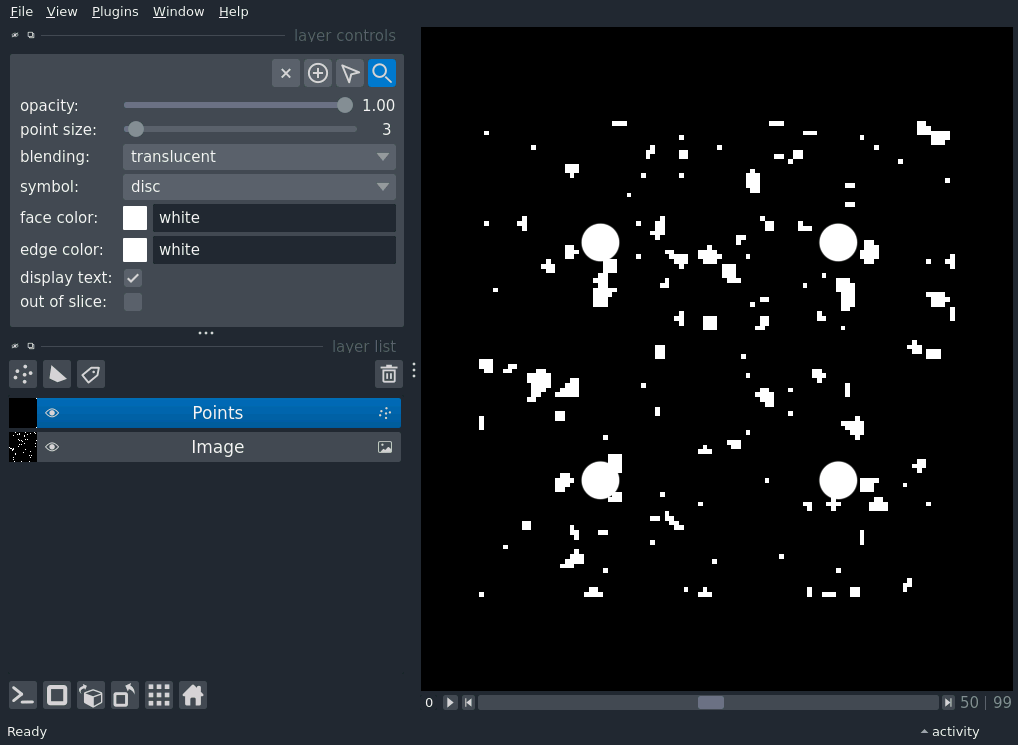 File View Plugins Window Help
layer controls
opacity: 1.00
point size: 3
blending: translucent
symbol: disc
face color: white
edge color: white
display text:
out of slice:
layer list
Points
Image
0 50 | 99
Ready activity